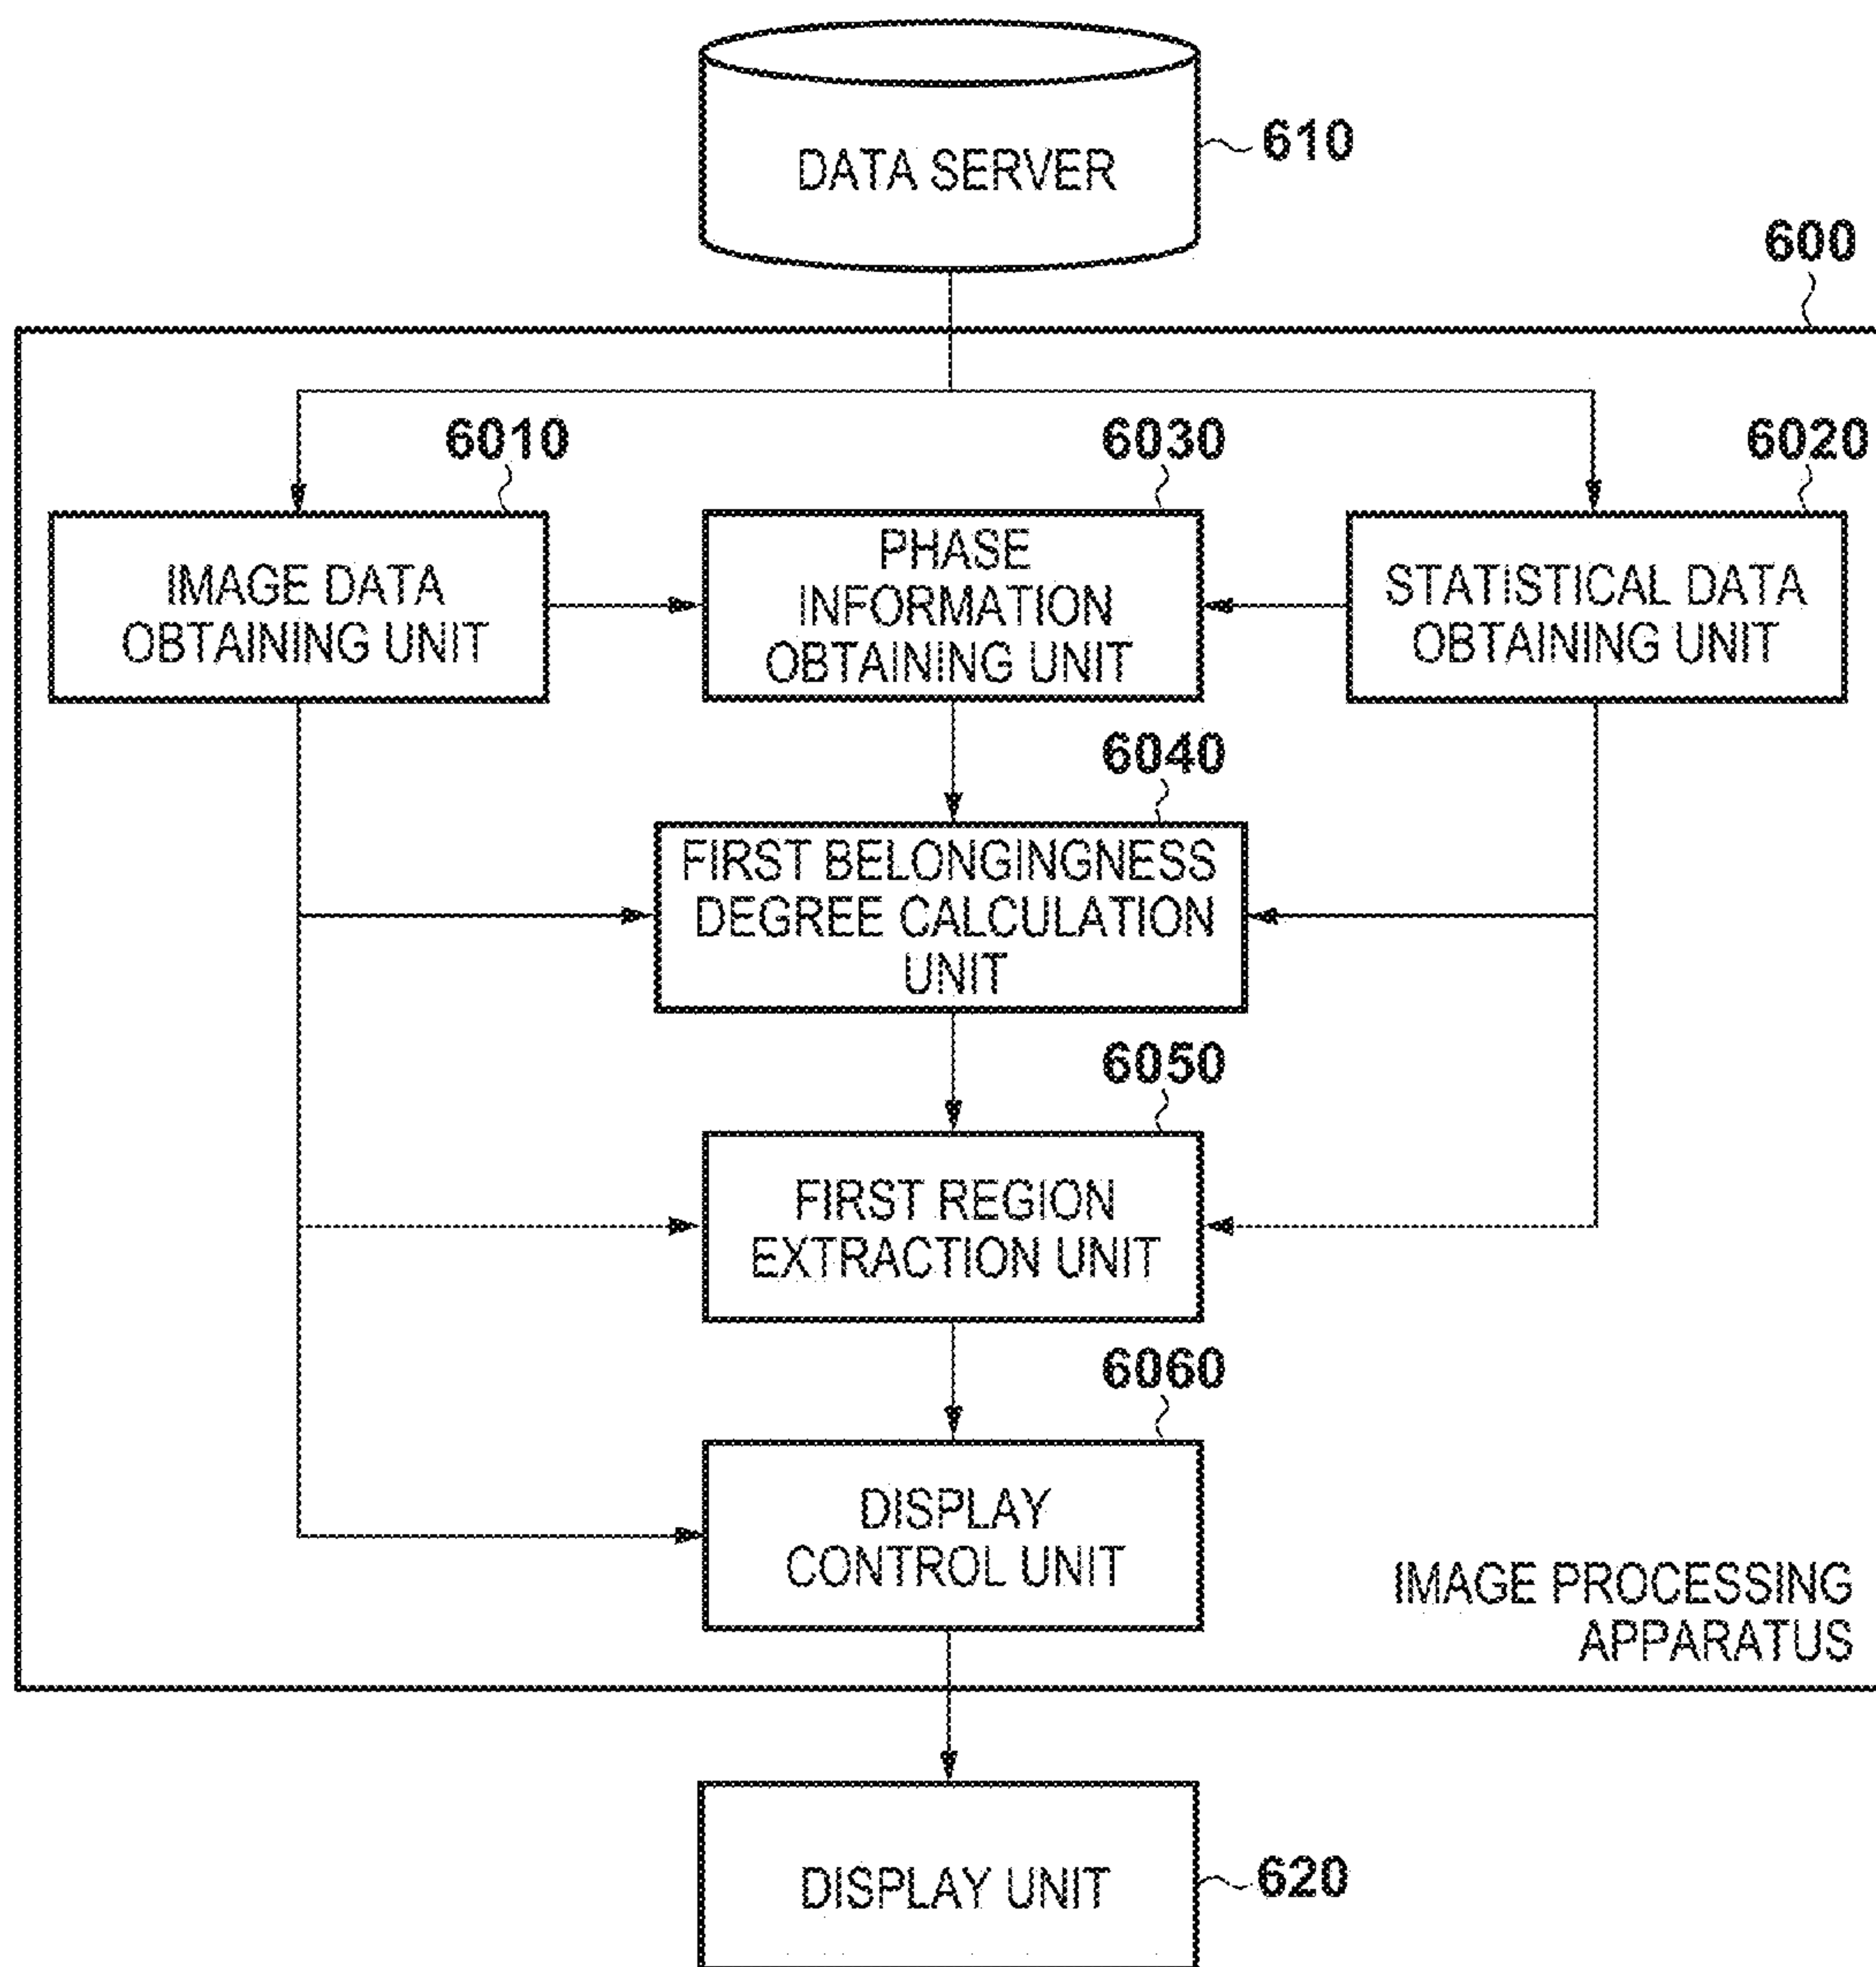 DATA SERVER
610
600
6010
6030
6020
IMAGE DATA
OBTAINING UNIT
PHASE
INFORMATION
OBTAINING UNIT
STATISTICAL DATA
OBTAINING UNIT
6040
FIRST BELONGINGNESS
DEGREE CALCULATION
UNIT
6050
FIRST REGION
EXTRACTION UNIT
6060
DISPLAY
CONTROL UNIT
IMAGE PROCESSING
APPARATUS
DISPLAY UNIT
620